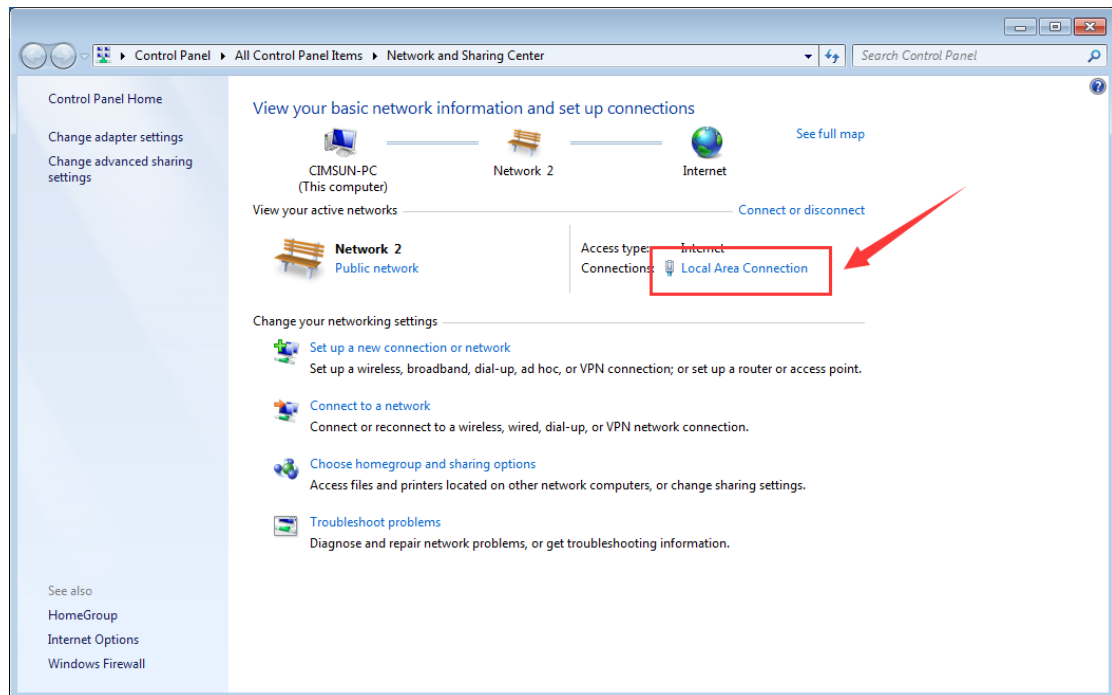 Control Panel ▸ All Control Panel Items ▸ Network and Sharing Center
Search Control Panel
Control Panel Home
Change adapter settings
Change advanced sharing
settings
View your basic network information and set up connections
See full map
CIMSUN-PC
(This computer)
Network 2
Internet
View your active networks
Connect or disconnect
Network 2
Public network
Access type: Internet
Connections: Local Area Connection
Change your networking settings
Set up a new connection or network
Set up a wireless, broadband, dial-up, ad hoc, or VPN connection; or set up a router or access point.
Connect to a network
Connect or reconnect to a wireless, wired, dial-up, or VPN network connection.
Choose homegroup and sharing options
Access files and printers located on other network computers, or change sharing settings.
Troubleshoot problems
Diagnose and repair network problems, or get troubleshooting information.
See also
HomeGroup
Internet Options
Windows Firewall